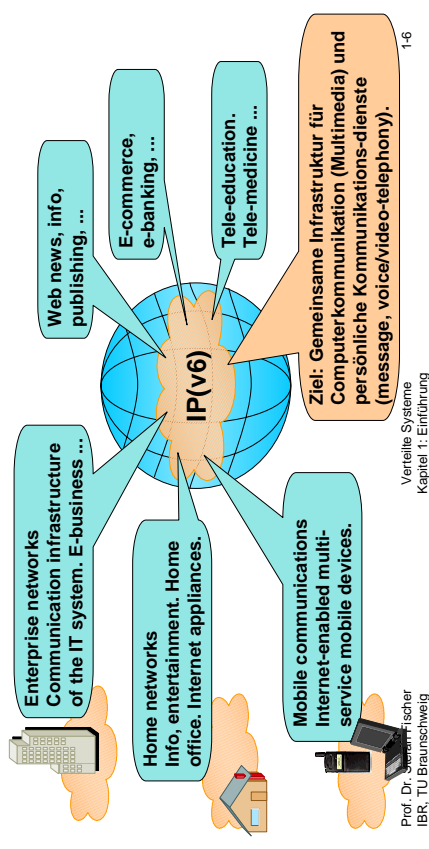 Enterprise networks
Communication infrastructure
of the IT system. E-business ...
Web news, info,
publishing, ...
E-commerce,
e-banking, ...
Home networks
Info, entertainment. Home
office. Internet appliances.
IP(v6)
Tele-education.
Tele-medicine ...
Mobile communications
Internet-enabled multi-
service mobile devices.
Ziel: Gemeinsame Infrastruktur für
Computerkommunikation (Multimedia) und
persönliche Kommunikations-dienste
(message, voice/video-telephony).
Prof. Dr. Stefan Fischer
IBR, TU Braunschweig
Verteilte Systeme
Kapitel 1: Einführung
1-6